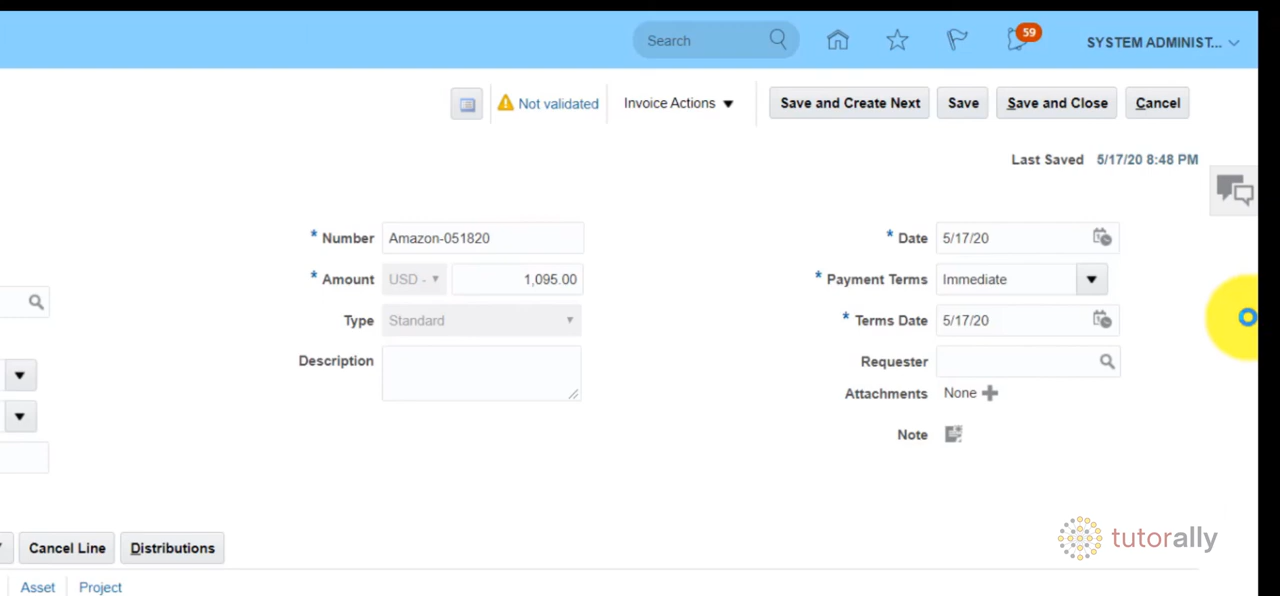 Search
59
SYSTEM ADMINIST...
Not validated
Invoice Actions
Save and Create Next
Save
Save and Close
Cancel
Last Saved 5/17/20 8:48 PM
* Number Amazon-051820
* Amount USD - 1,095.00
Type Standard
Description
* Date 5/17/20
* Payment Terms Immediate
* Terms Date 5/17/20
Requester
Attachments None
Note
Cancel Line
Distributions
Asset
Project
tutorally